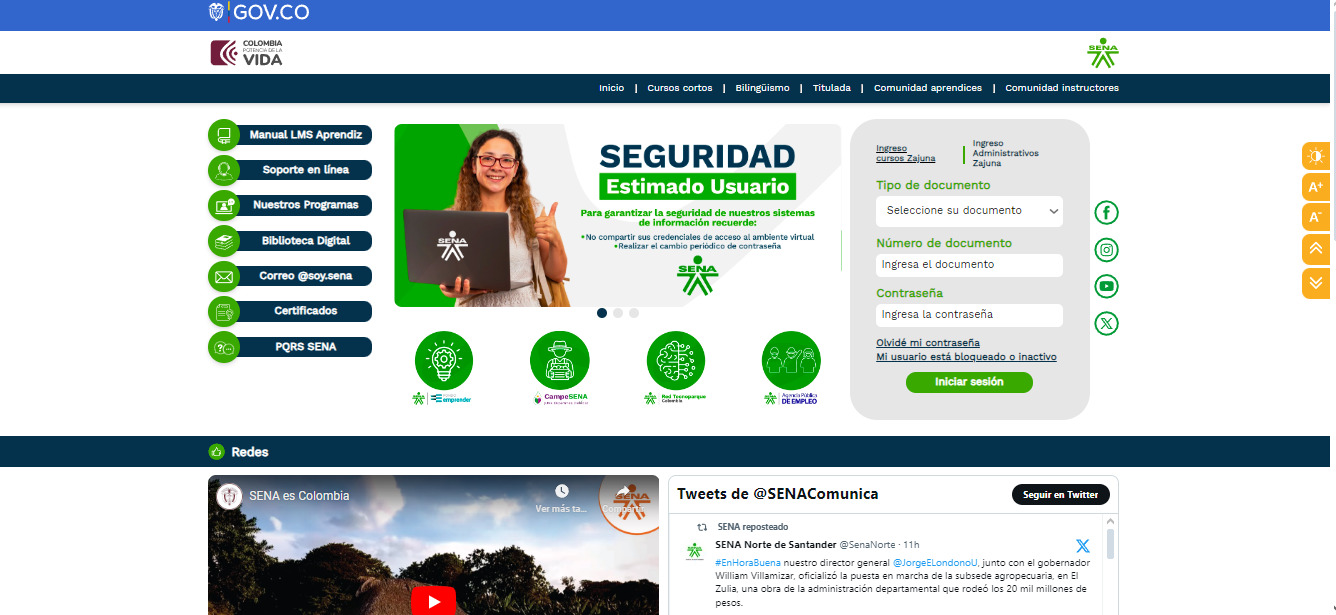 GOV.CO
COLOMBIA
POTENCIA DE LA
VIDA
SENA
Inicio | Cursos cortos | Bilingüismo | Titulada | Comunidad aprendices | Comunidad instructores
Manual LMS Aprendiz
Soporte en línea
Nuestros Programas
Biblioteca Digital
Correo @soy.sena
Certificados
PQRS SENA
SENA
SEGURIDAD
Estimado Usuario
Para garantizar la seguridad de nuestros sistemas
de información recuerde:
•No compartir sus credenciales de acceso al ambiente virtual
•Realizar el cambio periódico de contraseña
SENA
emprender
CampeSENA
Red Tecnoparque
Colombia
Agencia Pública
DE EMPLEO
Ingreso
cursos Zajuna
Ingreso
Administrativos
Zajuna
Tipo de documento
Seleccione su documento
Número de documento
Ingresa el documento
Contraseña
Ingresa la contraseña
Olvidé mi contraseña
Mi usuario está bloqueado o inactivo
Iniciar sesión
A+
A-
Redes
SENA es Colombia
Ver más ta...
Compartir
SENA
Tweets de @SENAComunica
Seguir en Twitter
SENA reposteado
SENA Norte de Santander @SenaNorte · 11h
#EnHoraBuena nuestro director general @JorgeELondonoU, junto con el gobernador
William Villamizar, oficializó la puesta en marcha de la subsede agropecuaria, en El
Zulia, una obra de la administración departamental que rodeó los 20 mil millones de
pesos.